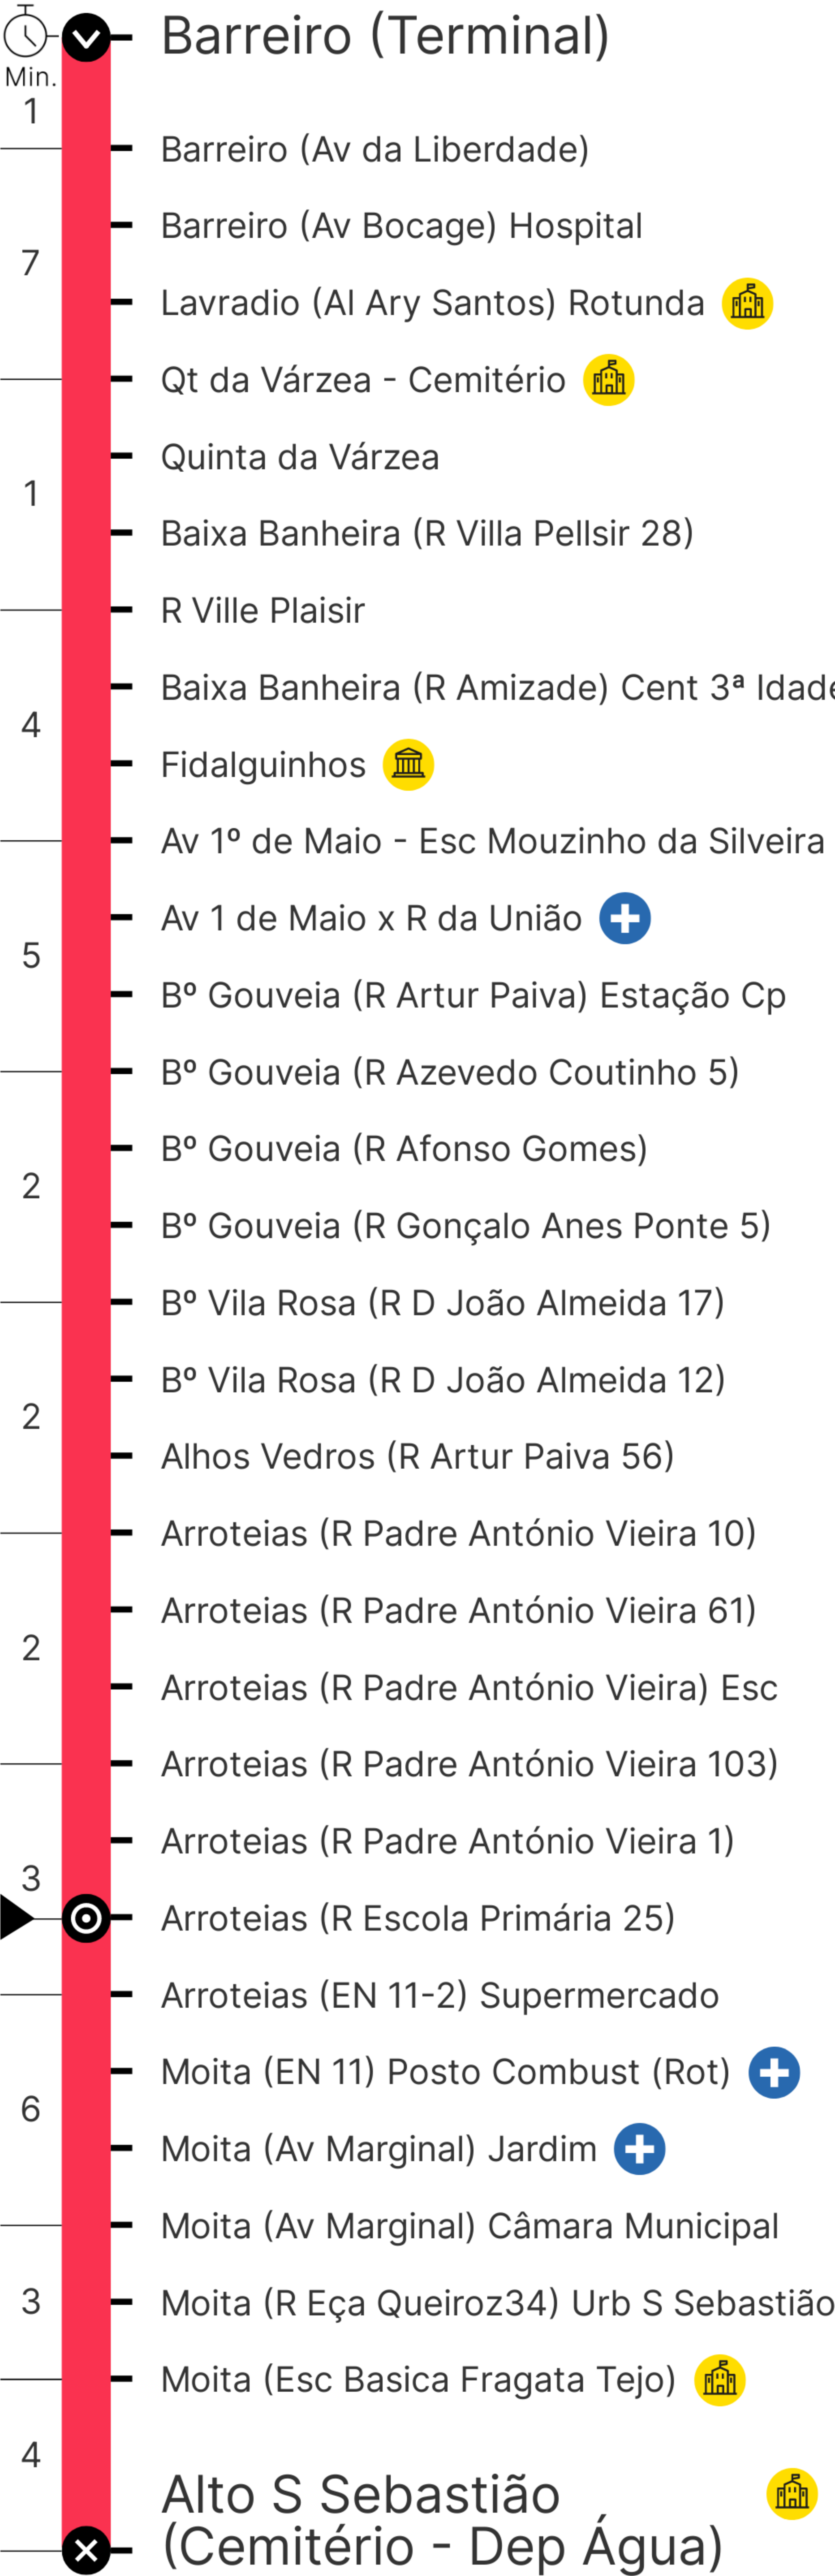 Barreiro (Terminal)
Min.
1
Barreiro (Av da Liberdade)
Barreiro (Av Bocage) Hospital
7
Lavradio (Al Ary Santos) Rotunda
Qt da Várzea - Cemitério
Quinta da Várzea
1
Baixa Banheira (R Villa Pellsir 28)
R Ville Plaisir
Baixa Banheira (R Amizade) Cent 3ª Idade
4
Fidalguinhos
Av 1º de Maio - Esc Mouzinho da Silveira
Av 1 de Maio x R da União
5
Bº Gouveia (R Artur Paiva) Estação Cp
Bº Gouveia (R Azevedo Coutinho 5)
Bº Gouveia (R Afonso Gomes)
2
Bº Gouveia (R Gonçalo Anes Ponte 5)
Bº Vila Rosa (R D João Almeida 17)
Bº Vila Rosa (R D João Almeida 12)
2
Alhos Vedros (R Artur Paiva 56)
Arroteias (R Padre António Vieira 10)
Arroteias (R Padre António Vieira 61)
2
Arroteias (R Padre António Vieira) Esc
Arroteias (R Padre António Vieira 103)
Arroteias (R Padre António Vieira 1)
3
Arroteias (R Escola Primária 25)
Arroteias (EN 11-2) Supermercado
Moita (EN 11) Posto Combust (Rot)
6
Moita (Av Marginal) Jardim
Moita (Av Marginal) Câmara Municipal
3
Moita (R Eça Queiroz34) Urb S Sebastião
Moita (Esc Basica Fragata Tejo)
4
Alto S Sebastião
(Cemitério - Dep Água)